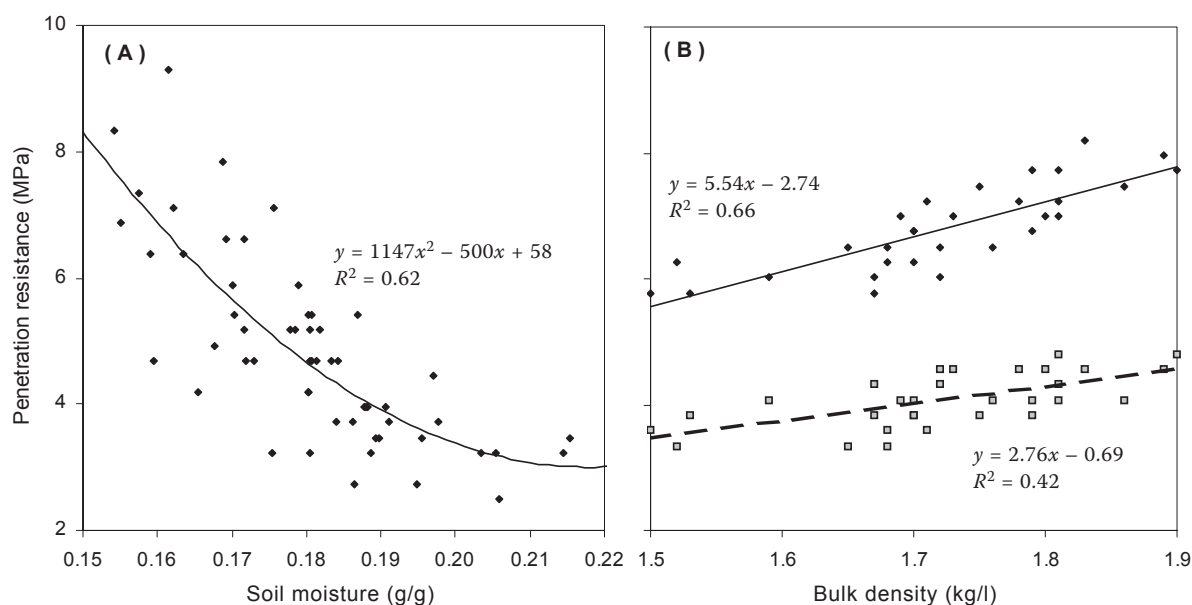 ( A )
( B )
10
8
6
4
2
Penetration resistance (MPa)
y = 1147x² – 500x + 58
R² = 0.62
y = 5.54x – 2.74
R² = 0.66
y = 2.76x – 0.69
R² = 0.42
0.15 0.16 0.17 0.18 0.19 0.20 0.21 0.22
1.5 1.6 1.7 1.8 1.9
Soil moisture (g/g)
Bulk density (kg/l)